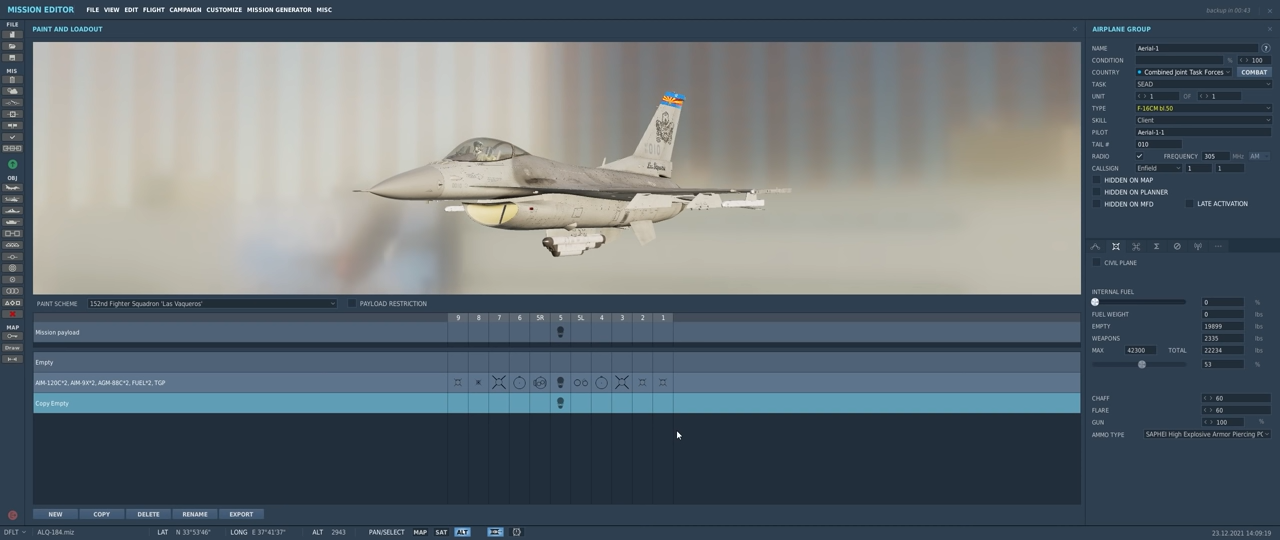 MISSION EDITOR FILE VIEW EDIT FLIGHT CAMPAIGN CUSTOMIZE MISSION GENERATOR MISC backup in 00:43
FILE
MIS
OBJ
MAP
Draw
PAINT AND LOADOUT
PAINT SCHEME 152nd Fighter Squadron 'Las Vaqueros' PAYLOAD RESTRICTION
9 8 7 6 5R 5 5L 4 3 2 1
Mission payload
Empty
AIM-120C*2, AIM-9X*2, AGM-88C*2, FUEL*2, TGP
Copy Empty
NEW COPY DELETE RENAME EXPORT
AIRPLANE GROUP
NAME Aerial-1 ?
CONDITION % < > 100
COUNTRY Combined Joint Task Forces COMBAT
TASK SEAD
UNIT < > 1 OF < > 1
TYPE F-16CM bl.50
SKILL Client
PILOT Aerial-1-1
TAIL # 010
RADIO FREQUENCY 305 MHz AM
CALLSIGN Enfield 1 1
HIDDEN ON MAP
HIDDEN ON PLANNER
HIDDEN ON MFD LATE ACTIVATION
CIVIL PLANE
INTERNAL FUEL
0 %
FUEL WEIGHT 0 lbs
EMPTY 19899 lbs
WEAPONS 2335 lbs
MAX 42300 TOTAL 22234 lbs
53 %
CHAFF < > 60
FLARE < > 60
GUN < > 100 %
AMMO TYPE SAPHEI High Explosive Armor Piercing
DFLT ALQ-184.miz LAT N 33°53'46" LONG E 37°41'37" ALT 2943 PAN/SELECT MAP SAT ALT 23.12.2021 14:09:19